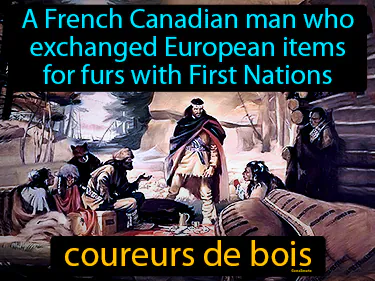 A French Canadian man who
exchanged European items
for furs with First Nations
coureurs de bois